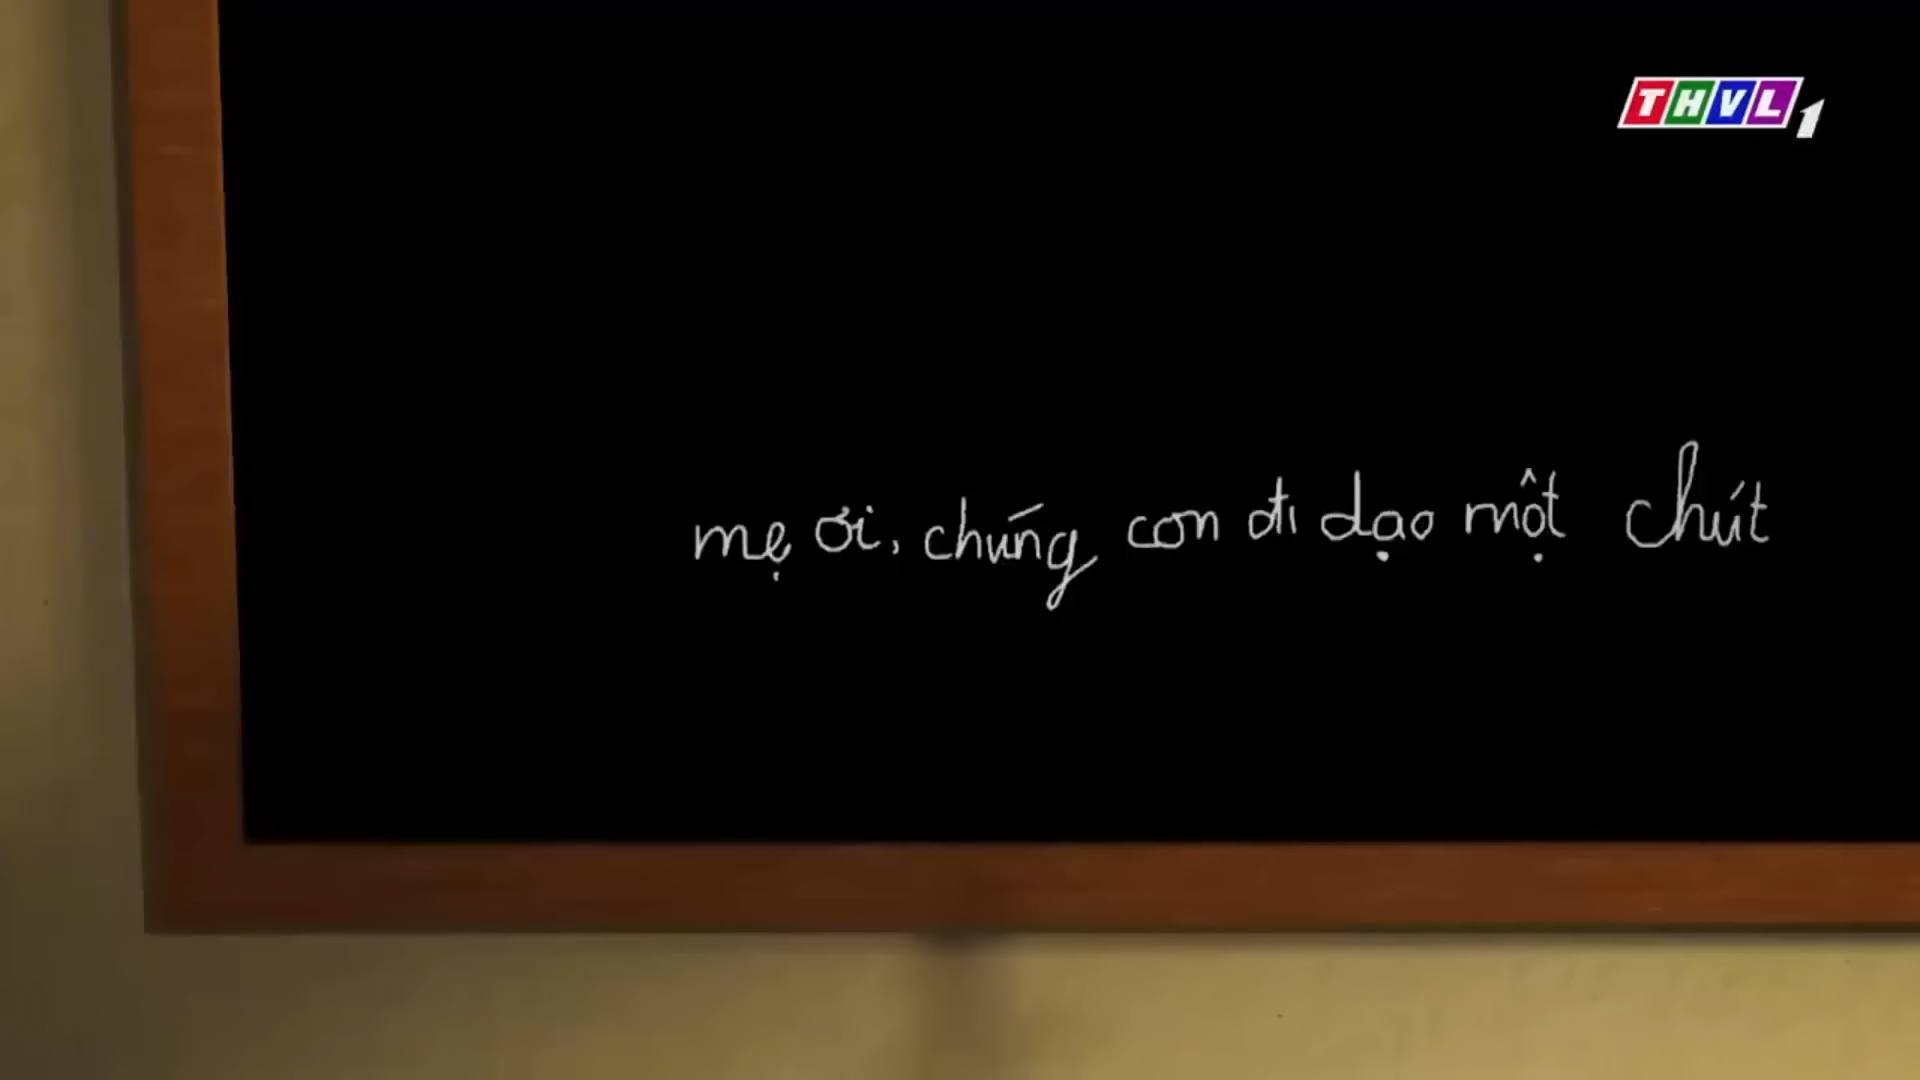 THVL1
mẹ ơi, chúng con đi dạo một chút